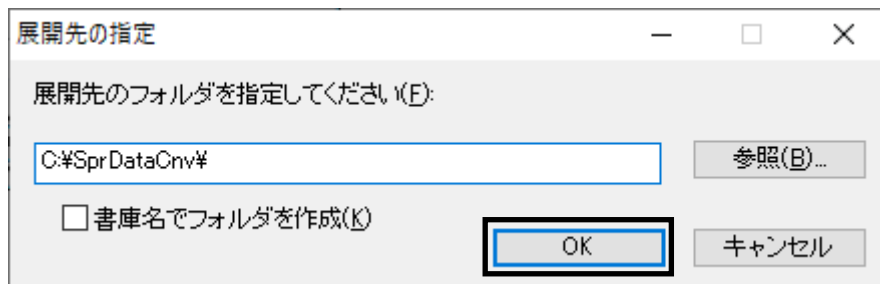 展開先の指定
展開先のフォルダを指定してください(F):
C:¥SprDataCnv¥
参照(B)...
書庫名でフォルダを作成(K)
OK
キャンセル